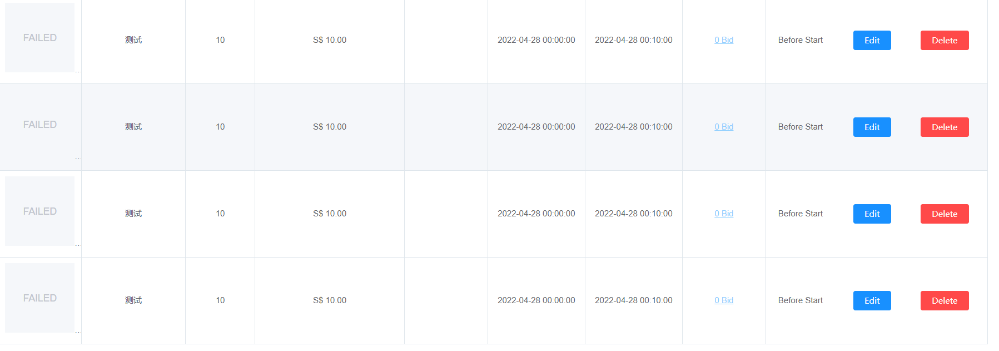 FAILED 测试 10 S$ 10.00 2022-04-28 00:00:00 2022-04-28 00:10:00 0 Bid Before Start Edit Delete
...
FAILED 测试 10 S$ 10.00 2022-04-28 00:00:00 2022-04-28 00:10:00 0 Bid Before Start Edit Delete
...
FAILED 测试 10 S$ 10.00 2022-04-28 00:00:00 2022-04-28 00:10:00 0 Bid Before Start Edit Delete
...
FAILED 测试 10 S$ 10.00 2022-04-28 00:00:00 2022-04-28 00:10:00 0 Bid Before Start Edit Delete
...